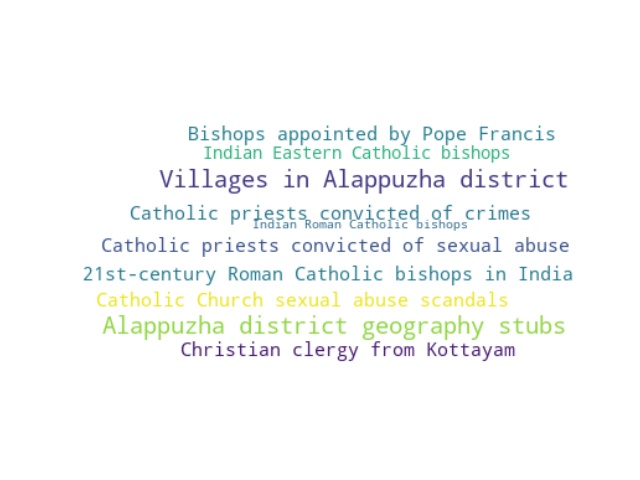 Bishops appointed by Pope Francis
Indian Eastern Catholic bishops
Villages in Alappuzha district
Catholic priests convicted of crimes
Indian Roman Catholic bishops
Catholic priests convicted of sexual abuse
21st-century Roman Catholic bishops in India
Catholic Church sexual abuse scandals
Alappuzha district geography stubs
Christian clergy from Kottayam